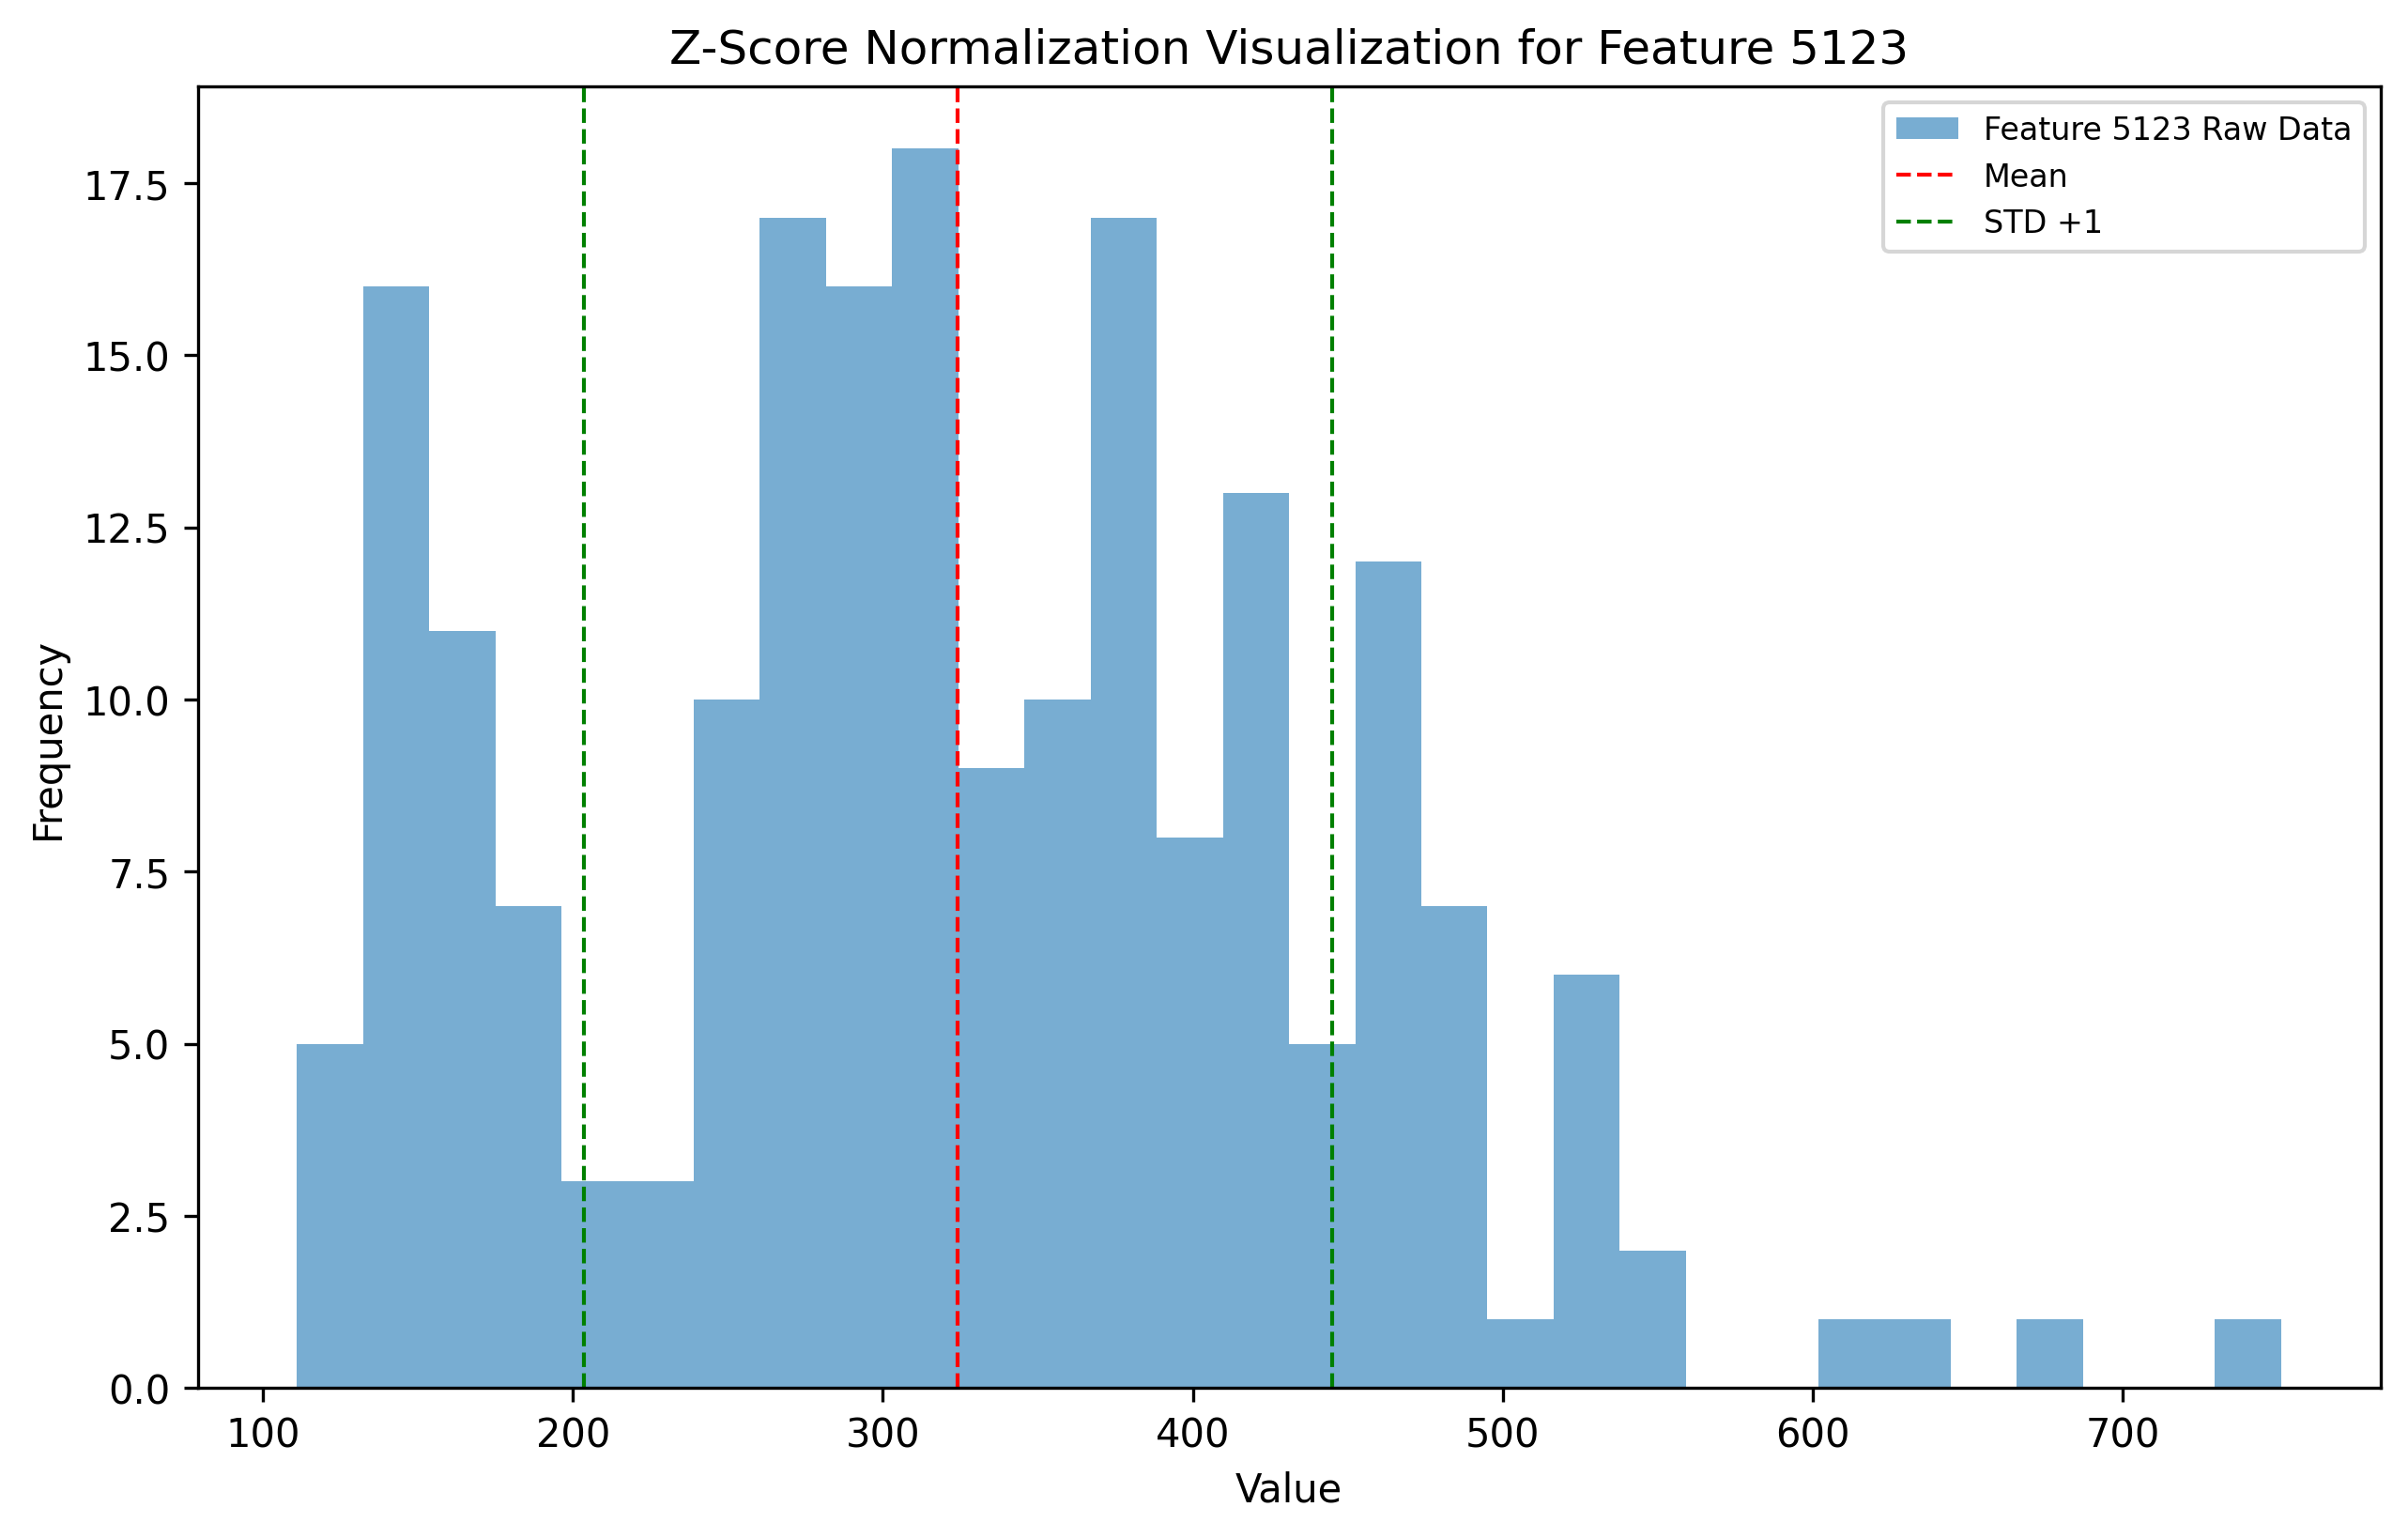 Z-Score Normalization Visualization for Feature 5123
Feature 5123 Raw Data
Mean
STD +1
Frequency
17.5
15.0
12.5
10.0
7.5
5.0
2.5
0.0
100 200 300 400 500 600 700
Value